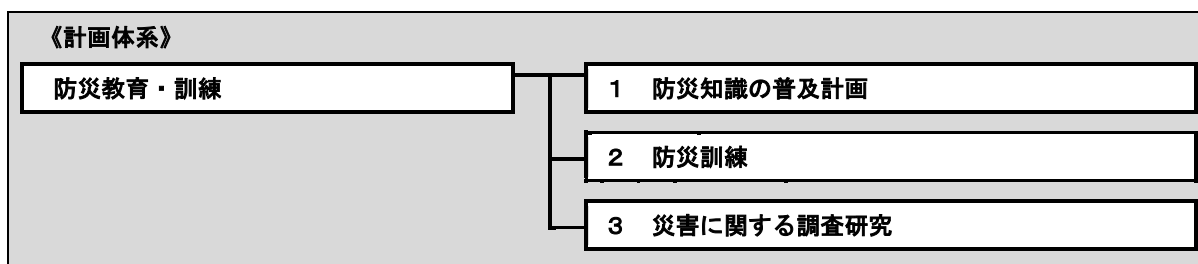 《計画体系》
防災教育・訓練
1　防災知識の普及計画
2　防災訓練
3　災害に関する調査研究